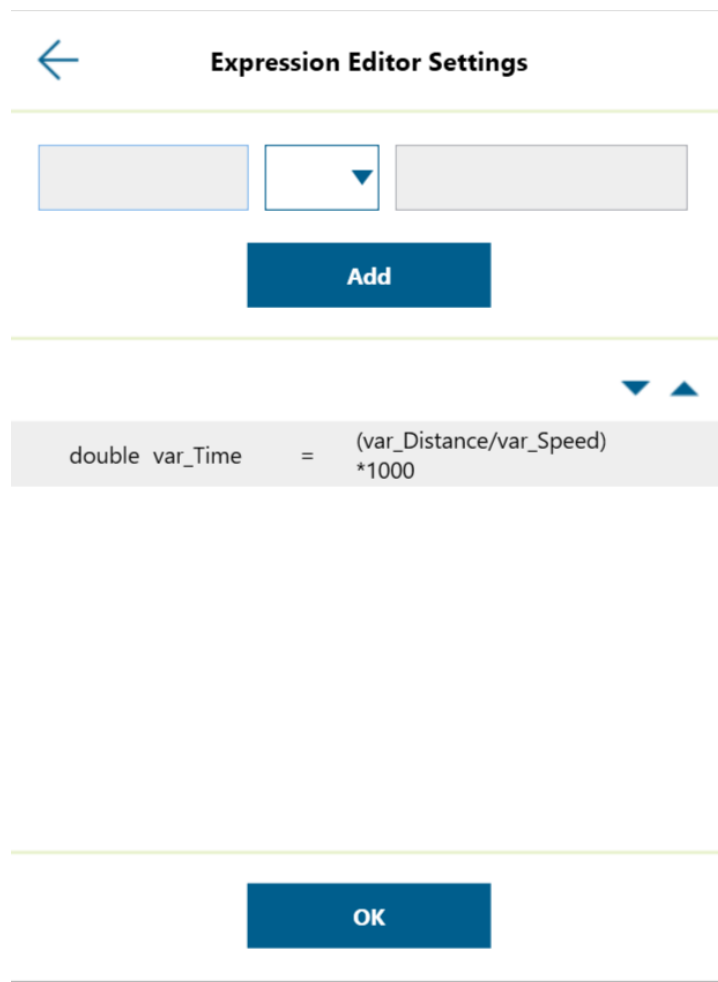 Expression Editor Settings
Add
double var_Time = (var_Distance/var_Speed)
*1000
OK